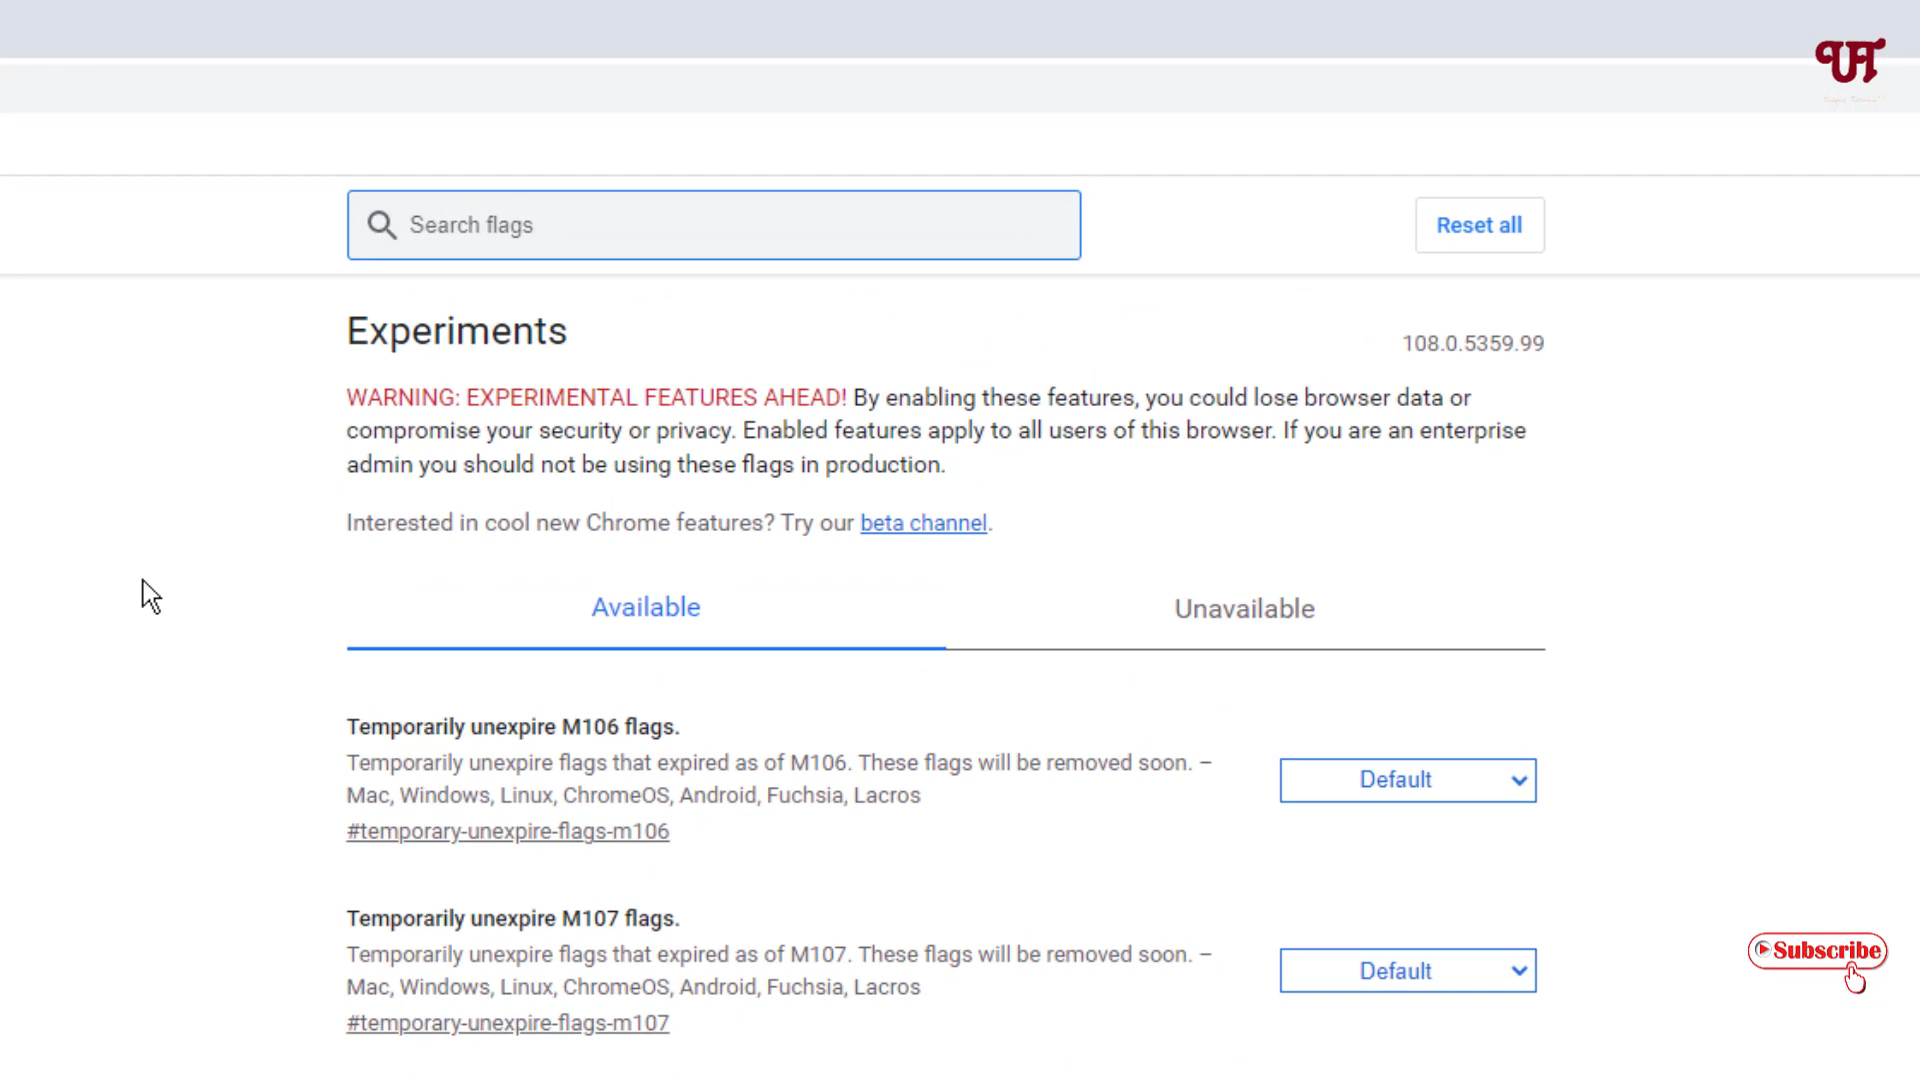 UT
Search flags
Reset all
Experiments
108.0.5359.99
WARNING: EXPERIMENTAL FEATURES AHEAD! By enabling these features, you could lose browser data or
compromise your security or privacy. Enabled features apply to all users of this browser. If you are an enterprise
admin you should not be using these flags in production.
Interested in cool new Chrome features? Try our beta channel.
Available
Unavailable
Temporarily unexpire M106 flags.
Temporarily unexpire flags that expired as of M106. These flags will be removed soon. –
Mac, Windows, Linux, ChromeOS, Android, Fuchsia, Lacros
#temporary-unexpire-flags-m106
Default
Temporarily unexpire M107 flags.
Temporarily unexpire flags that expired as of M107. These flags will be removed soon. –
Mac, Windows, Linux, ChromeOS, Android, Fuchsia, Lacros
#temporary-unexpire-flags-m107
Default
Subscribe